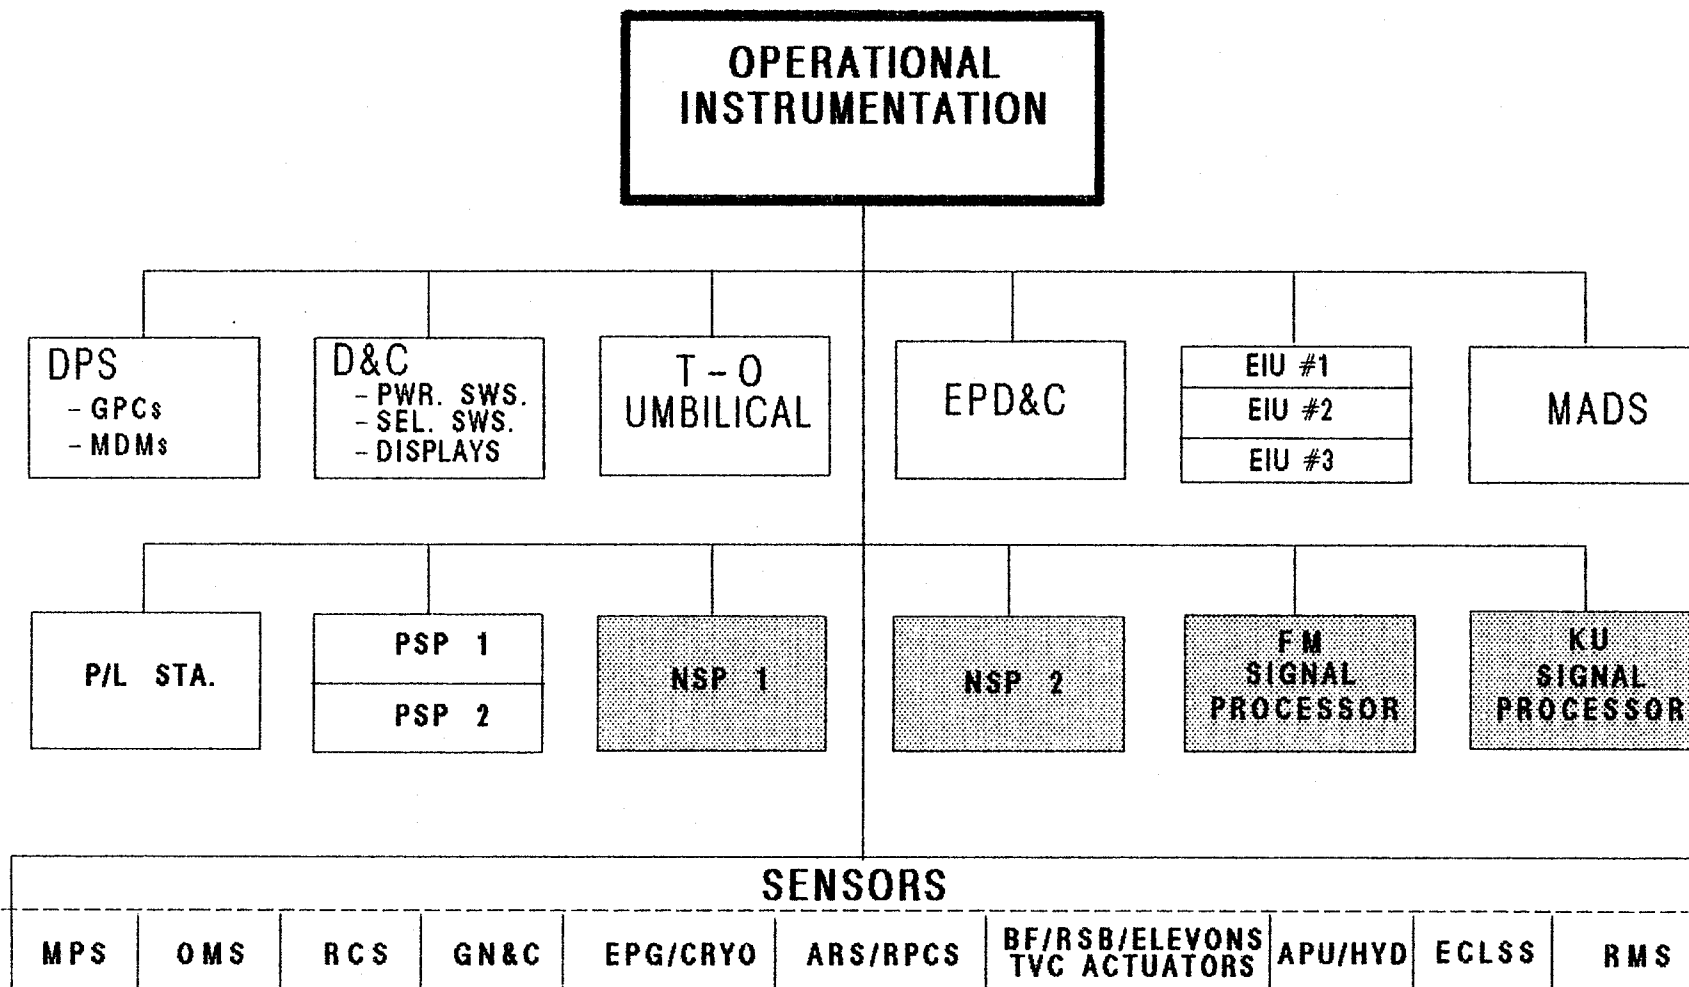 OPERATIONAL
INSTRUMENTATION
DPS
- GPCs
- MDMs
D&C
- PWR. SWS.
- SEL. SWS.
- DISPLAYS
T - O
UMBILICAL
EPD&C
EIU #1
EIU #2
EIU #3
MADS
P/L STA.
PSP 1
PSP 2
NSP 1
NSP 2
FM
SIGNAL
PROCESSOR
KU
SIGNAL
PROCESSOR
SENSORS
MPS
OMS
RCS
GN&C
EPG/CRYO
ARS/RPCS
BF/RSB/ELEVONS
TVC ACTUATORS
APU/HYD
ECLSS
RMS